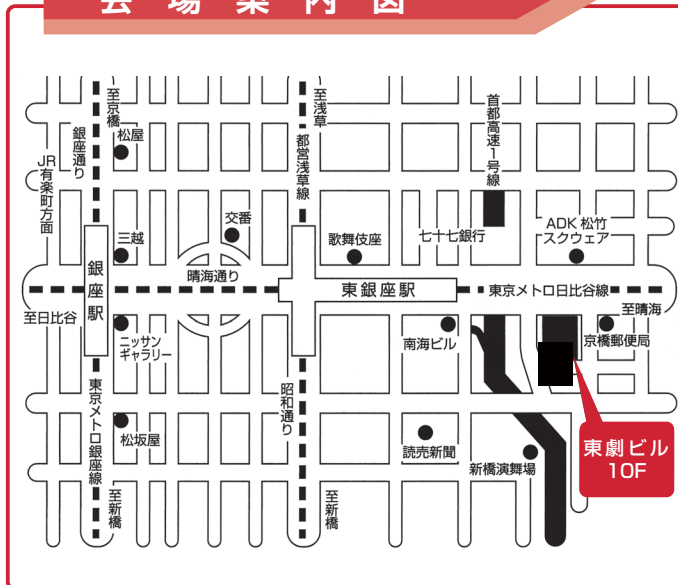 会場案内図
至京橋
至浅草
首都高速1号線
松屋
銀座通り
都営浅草線
JR有楽町方面
交番
三越
歌舞伎座
七十七銀行
ADK 松竹
スクウェア
銀座駅
晴海通り
東銀座駅
東京メトロ日比谷線
至日比谷
至晴海
ニッサン
ギャラリー
南海ビル
京橋郵便局
東京メトロ銀座線
昭和通り
松坂屋
読売新聞
新橋演舞場
東劇ビル
10F
至新橋
至新橋